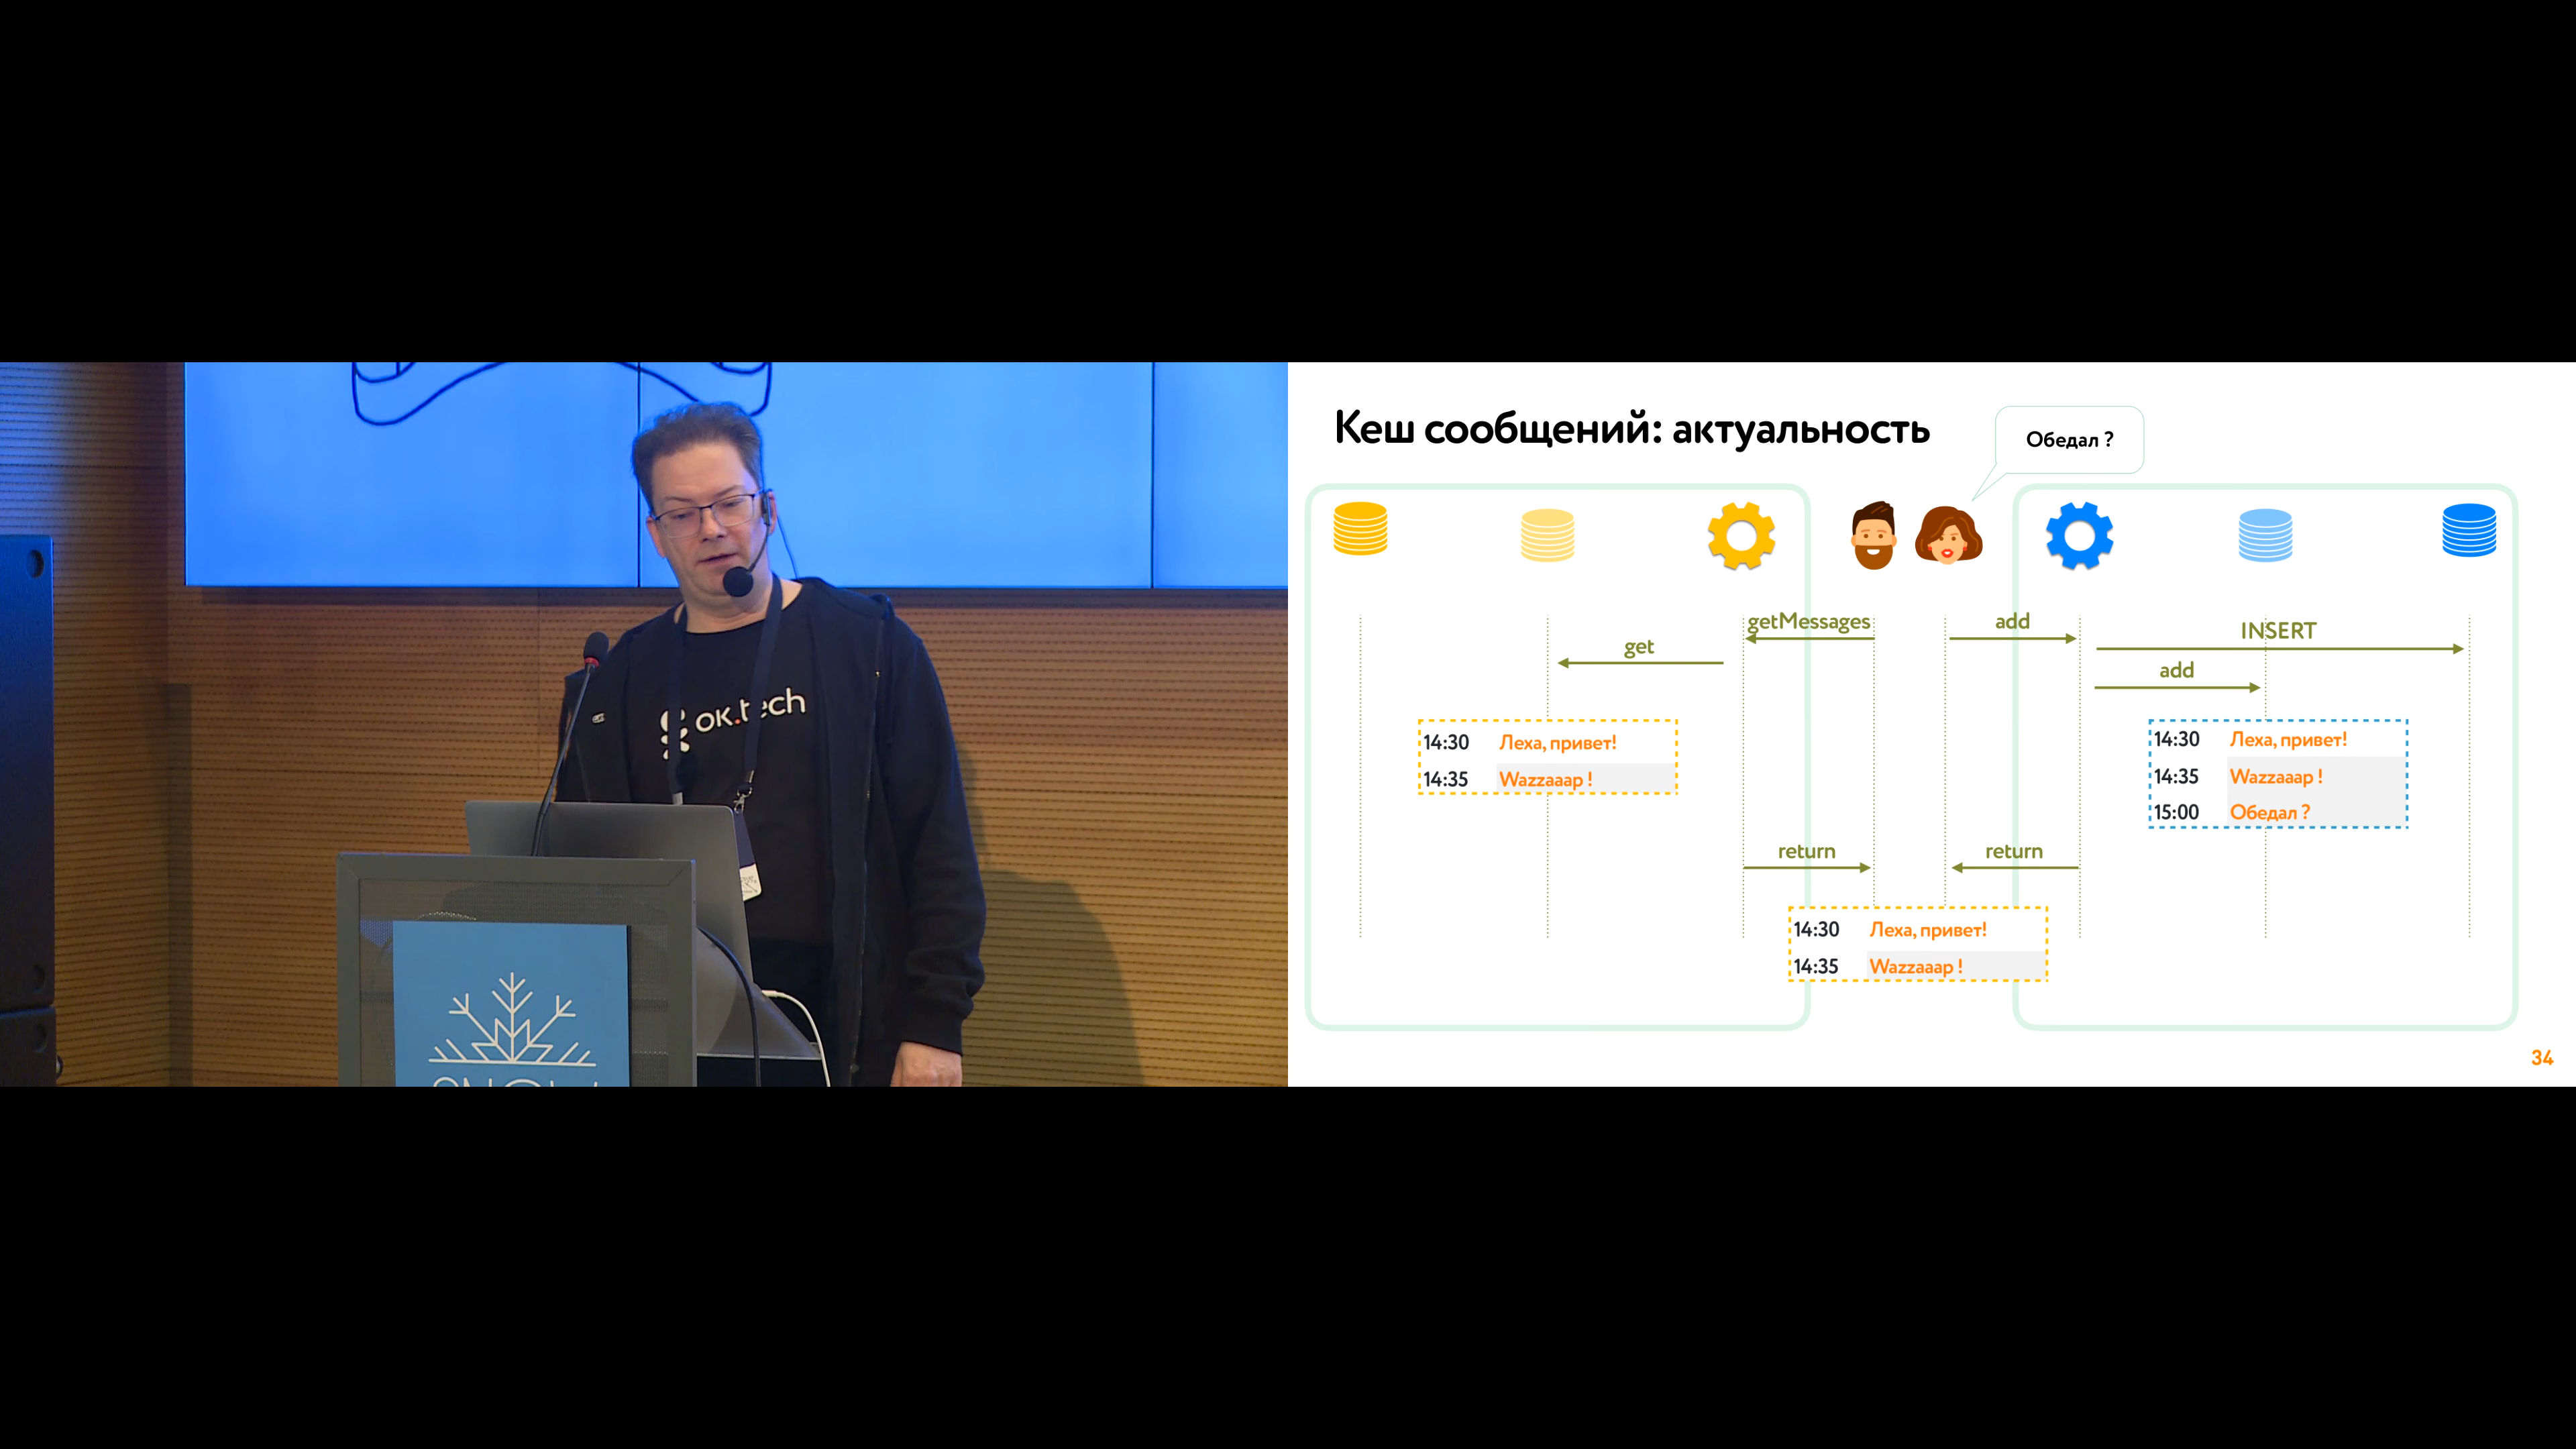 ok.tech
Кеш сообщений: актуальность
Обедал ?
getMessages
add
INSERT
get
add
14:30 Леха, привет!
14:35 Wazzaaap !
14:30 Леха, привет!
14:35 Wazzaaap !
15:00 Обедал ?
return
return
14:30 Леха, привет!
14:35 Wazzaaap !
34